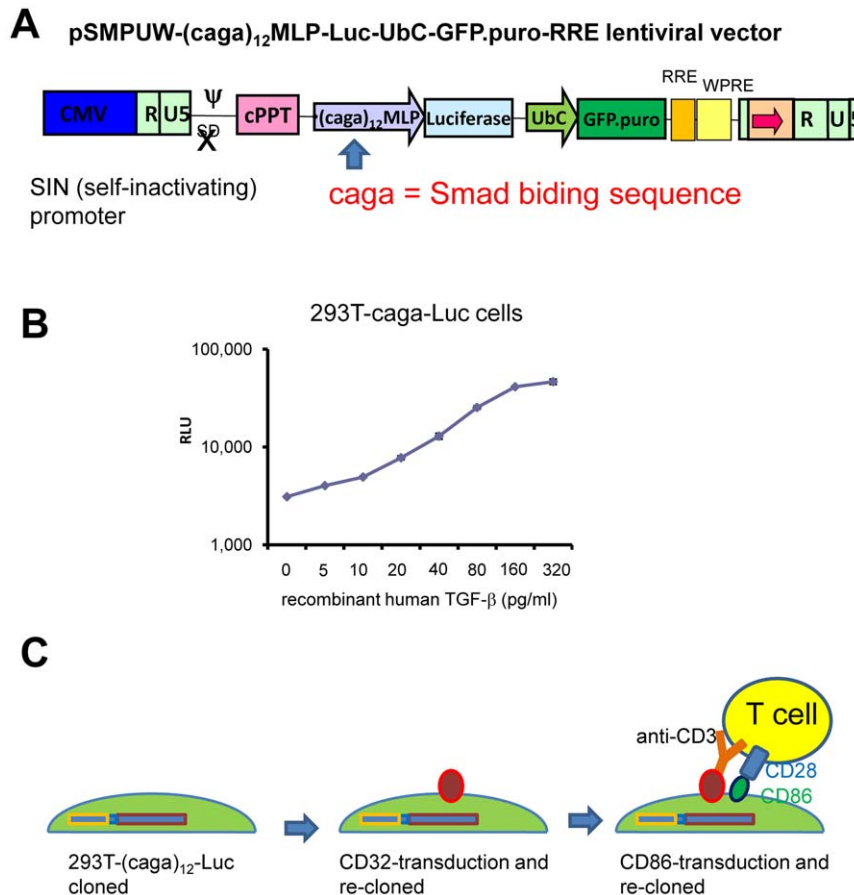 A
pSMPUW-(caga)₁₂MLP-Luc-UbC-GFP.puro-RRE lentiviral vector
CMV R U5 Ψ SD X cPPT (caga)₁₂MLP Luciferase UbC GFP.puro RRE WPRE R U5
SIN (self-inactivating)
promoter
caga = Smad biding sequence
B
293T-caga-Luc cells
100,000
10,000
1,000
RLU
0 5 10 20 40 80 160 320
recombinant human TGF-β (pg/ml)
C
T cell
anti-CD3
CD28
CD86
293T-(caga)₁₂-Luc
cloned
CD32-transduction and
re-cloned
CD86-transduction and
re-cloned